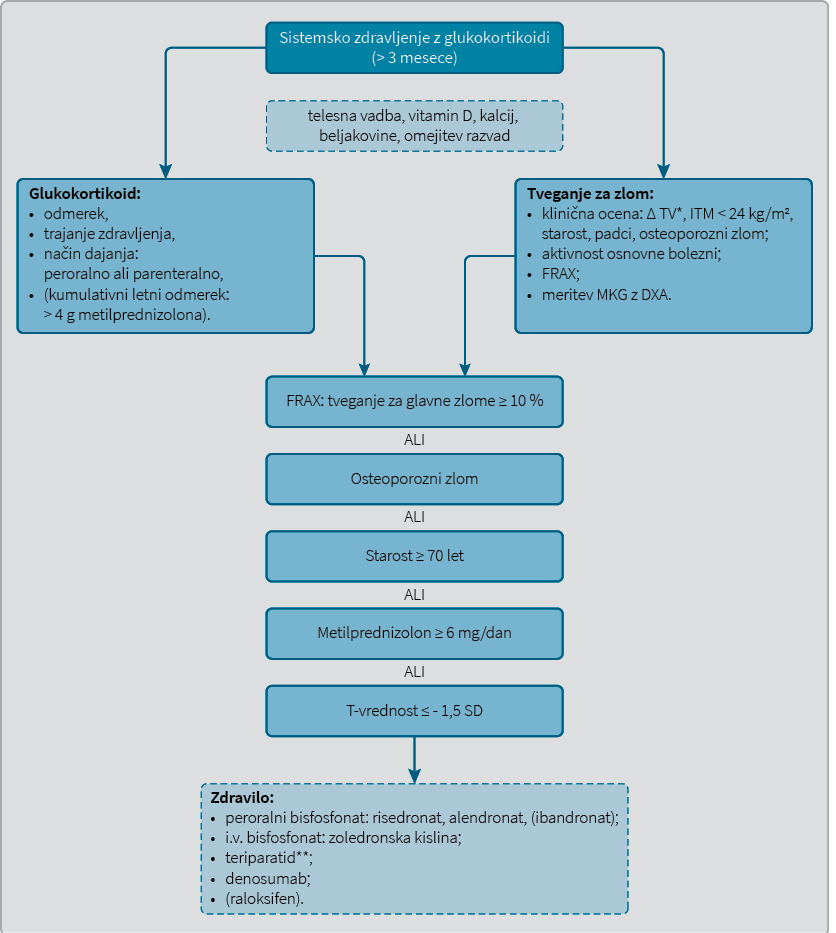 Sistemsko zdravljenje z glukokortikoidi
(> 3 mesece)
telesna vadba, vitamin D, kalcij,
beljakovine, omejitev razvad
Glukokortikoid:
• odmerek,
• trajanje zdravljenja,
• način dajanja:
peroralno ali parenteralno,
• (kumulativni letni odmerek:
> 4 g metilprednizolona).
Tveganje za zlom:
• klinična ocena: Δ TV*, ITM < 24 kg/m²,
starost, padci, osteoporozni zlom;
• aktivnost osnovne bolezni;
• FRAX;
• meritev MKG z DXA.
FRAX: tveganje za glavne zlome ≥ 10 %
ALI
Osteoporozni zlom
ALI
Starost ≥ 70 let
ALI
Metilprednizolon ≥ 6 mg/dan
ALI
T-vrednost ≤ - 1,5 SD
Zdravilo:
• peroralni bisfosfonat: risedronat, alendronat, (ibandronat);
• i.v. bisfosfonat: zoledronska kislina;
• teriparatid**;
• denosumab;
• (raloksifen).